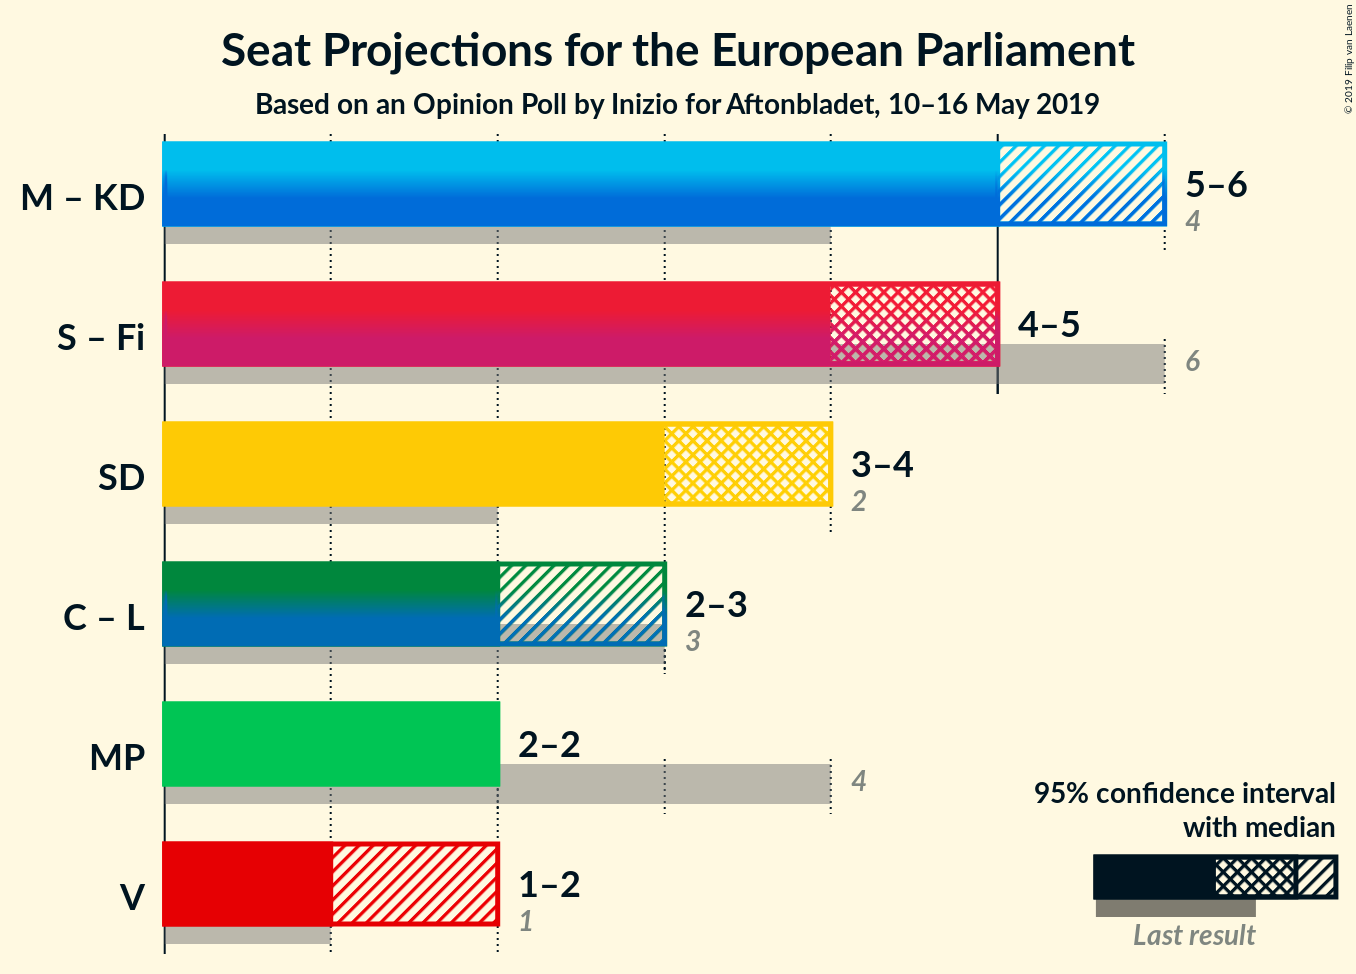 Seat Projections for the European Parliament
Based on an Opinion Poll by Inizio for Aftonbladet, 10–16 May 2019
© 2019 Filip van Laenen
M – KD
5–6
4
S – Fi
4–5
6
SD
3–4
2
C – L
2–3
3
MP
2–2
4
V
1–2
1
95% confidence interval
with median
Last result